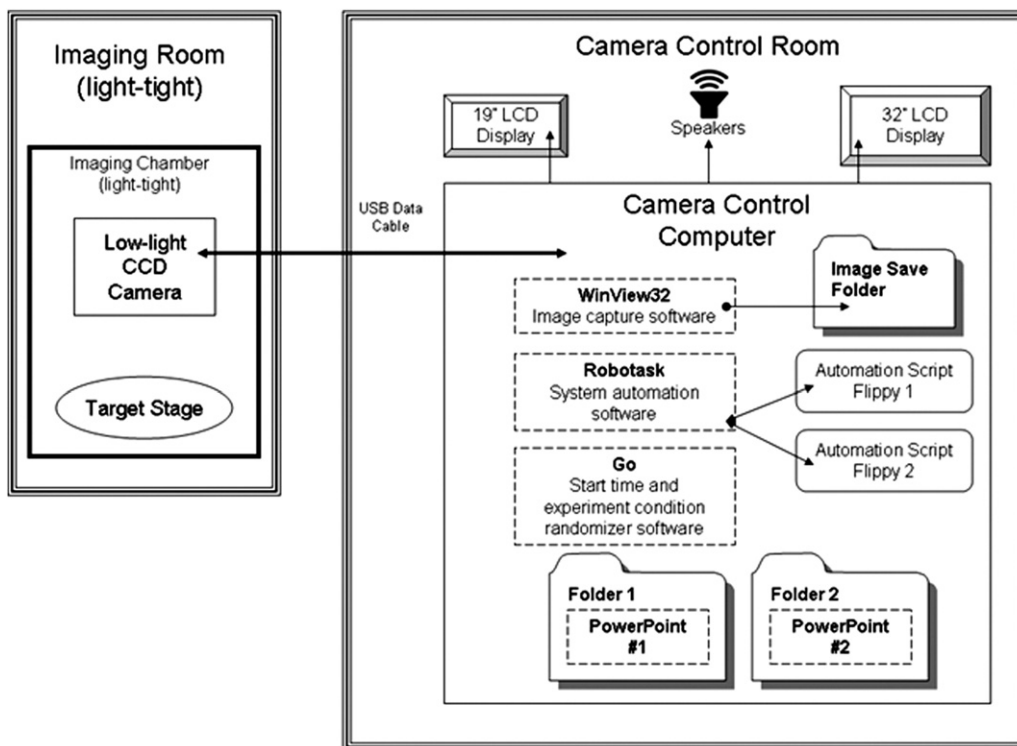 Imaging Room
(light-tight)
Imaging Chamber
(light-tight)
Low-light
CCD
Camera
Target Stage
USB Data
Cable
Camera Control Room
19" LCD
Display
Speakers
32" LCD
Display
Camera Control
Computer
WinView32
Image capture software
Image Save
Folder
Robotask
System automation
software
Automation Script
Flippy 1
Automation Script
Flippy 2
Go
Start time and
experiment condition
randomizer software
Folder 1
PowerPoint
#1
Folder 2
PowerPoint
#2